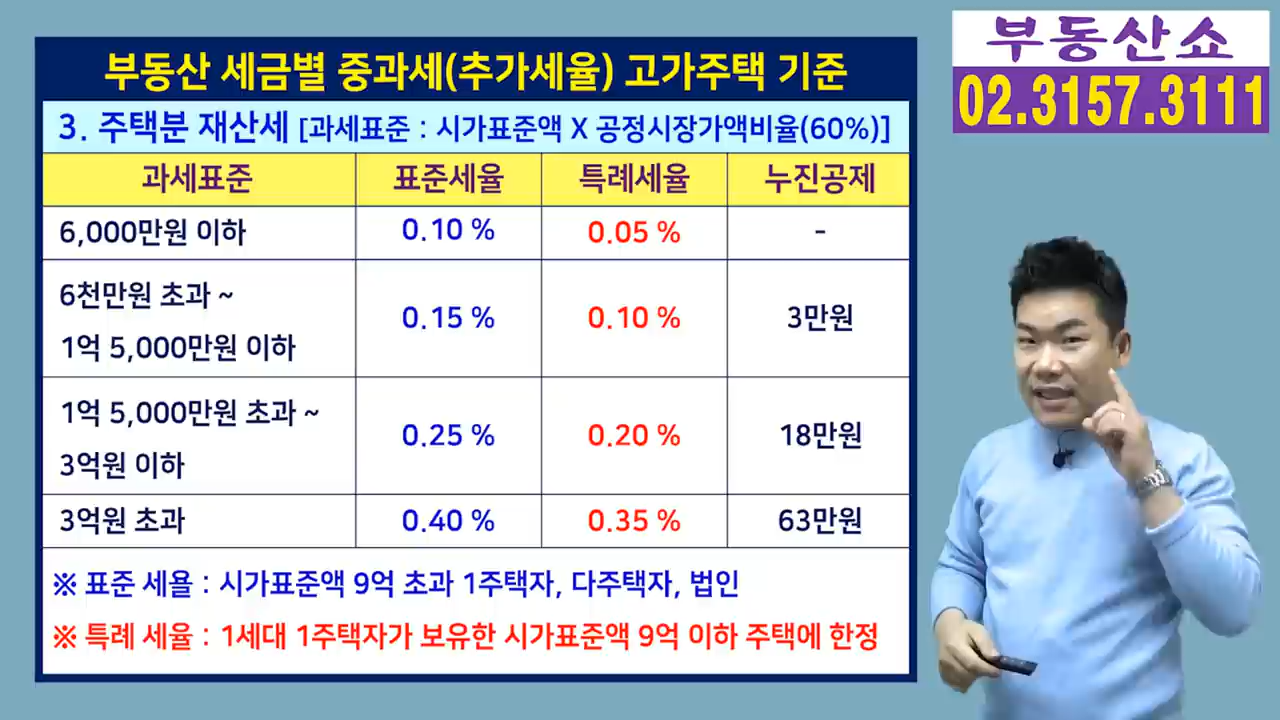 부동산쇼
02.3157.3111
부동산 세금별 중과세(추가세율) 고가주택 기준
3. 주택분 재산세 [과세표준 : 시가표준액 X 공정시장가액비율(60%)]
과세표준 표준세율 특례세율 누진공제
6,000만원 이하 0.10 % 0.05 % -
6천만원 초과 ~
1억 5,000만원 이하 0.15 % 0.10 % 3만원
1억 5,000만원 초과 ~
3억원 이하 0.25 % 0.20 % 18만원
3억원 초과 0.40 % 0.35 % 63만원
※ 표준 세율 : 시가표준액 9억 초과 1주택자, 다주택자, 법인
※ 특례 세율 : 1세대 1주택자가 보유한 시가표준액 9억 이하 주택에 한정